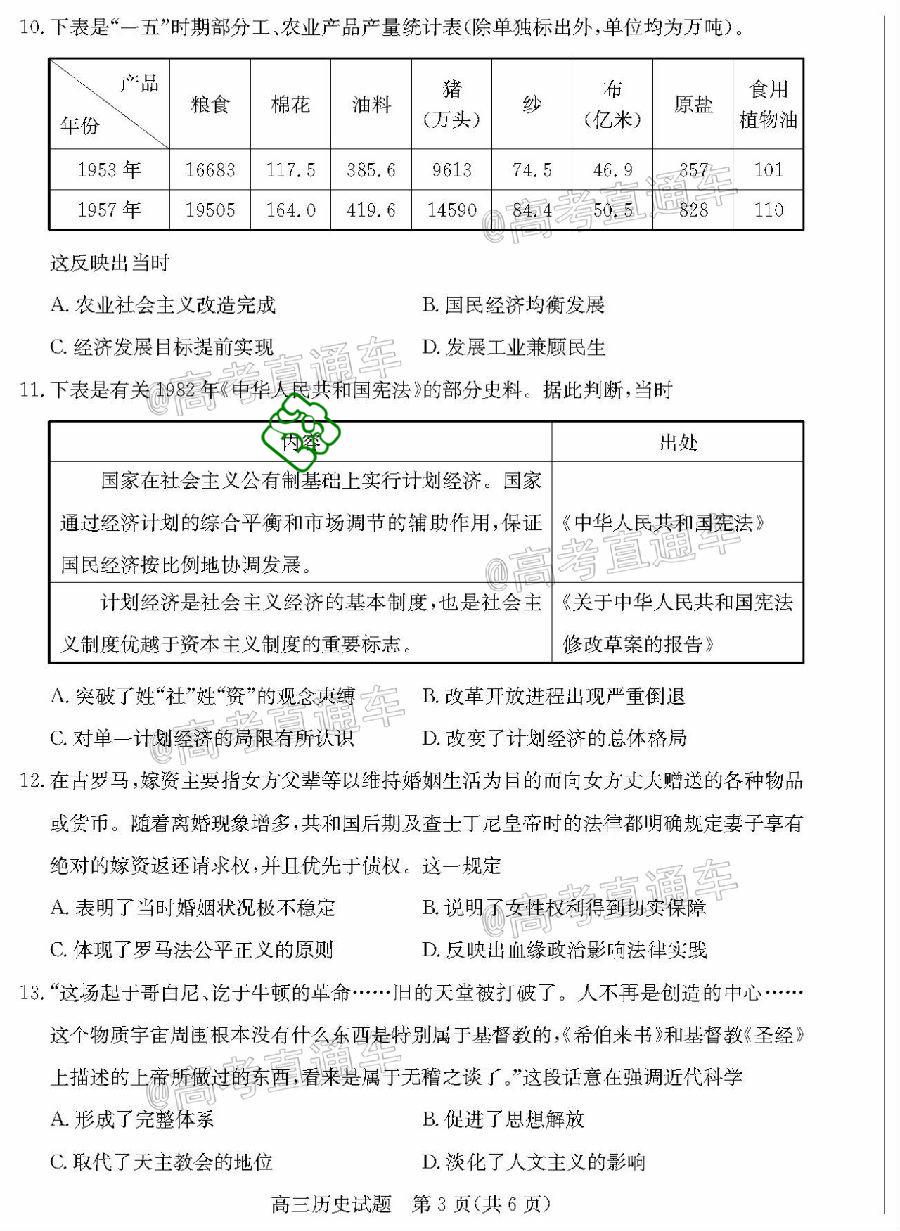 10. 下表是“一五”时期部分工、农业产品产量统计表(除单独标出外,单位均为万吨)。
产品 年份 粮食 棉花 油料 猪(万头) 纱 布(亿米) 原盐 食用植物油
1953 年 16683 117.5 385.6 9613 74.5 46.9 357 101
1957 年 19505 164.0 419.6 14590 84.4 50.5 828 110
这反映出当时
A. 农业社会主义改造完成 B. 国民经济均衡发展
C. 经济发展目标提前实现 D. 发展工业兼顾民生
11. 下表是有关 1982 年《中华人民共和国宪法》的部分史料。据此判断,当时
内容 出处
国家在社会主义公有制基础上实行计划经济。国家
通过经济计划的综合平衡和市场调节的辅助作用,保证
国民经济按比例地协调发展。
《中华人民共和国宪法》
计划经济是社会主义经济的基本制度,也是社会主
义制度优越于资本主义制度的重要标志。
《关于中华人民共和国宪法
修改草案的报告》
A. 突破了姓“社”姓“资”的观念束缚 B. 改革开放进程出现严重倒退
C. 对单一计划经济的局限有所认识 D. 改变了计划经济的总体格局
12. 在古罗马,嫁资主要指女方父辈等以维持婚姻生活为目的而向女方丈夫赠送的各种物品
或货币。随着离婚现象增多,共和国后期及查士丁尼皇帝时的法律都明确规定妻子享有
绝对的嫁资返还请求权,并且优先于债权。这一规定
A. 表明了当时婚姻状况极不稳定 B. 说明了女性权利得到切实保障
C. 体现了罗马法公平正义的原则 D. 反映出血缘政治影响法律实践
13. “这场起于哥白尼、讫于牛顿的革命……旧的天堂被打破了。人不再是创造的中心……
这个物质宇宙周围根本没有什么东西是特别属于基督教的,《希伯来书》和基督教《圣经》
上描述的上帝所做过的东西,看来是属于无稽之谈了。”这段话意在强调近代科学
A. 形成了完整体系 B. 促进了思想解放
C. 取代了天主教会的地位 D. 淡化了人文主义的影响
高三历史试题 第 3 页(共 6 页)
@高考直通车
@高考直通车
@高考直通车
@高考直通车
@高考直通车
@高考直通车